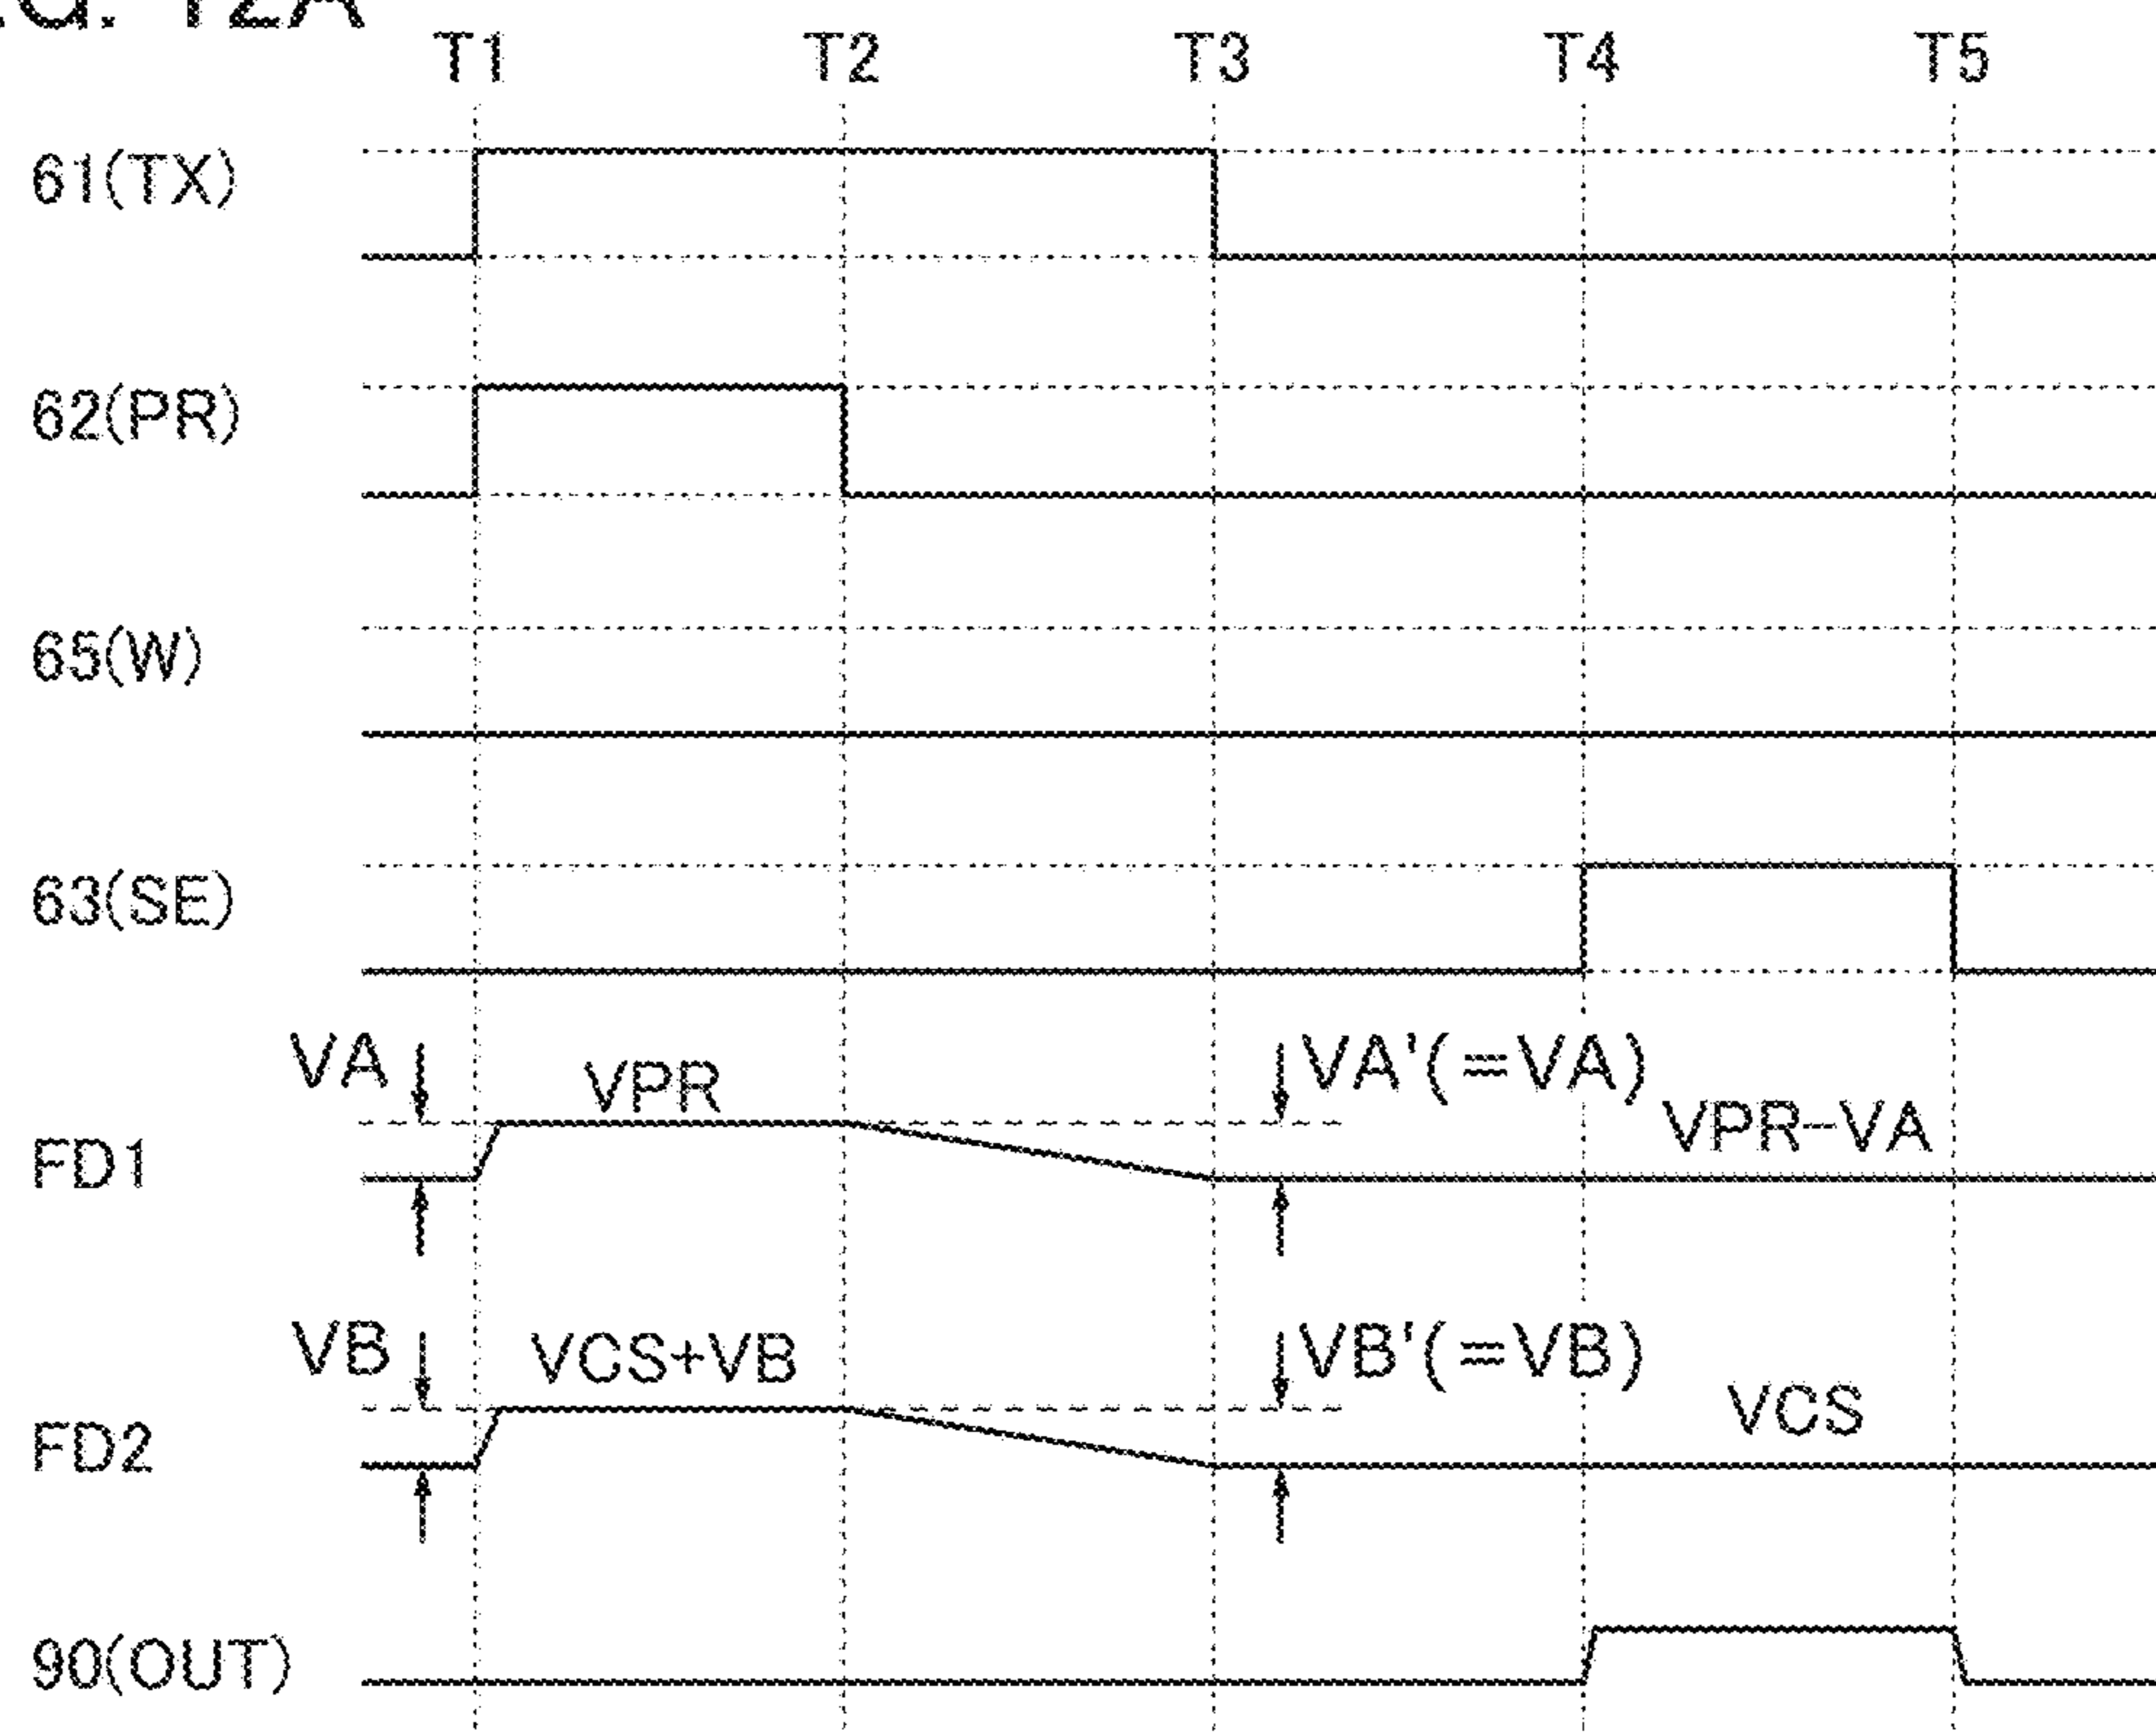 G. 12A
T1 T2 T3 T4 T5
61(TX)
62(PR)
65(W)
63(SE)
VA VPR VA'(=VA) VPR-VA
FD1
VB VCS+VB VB'(=VB) VCS
FD2
90(OUT)